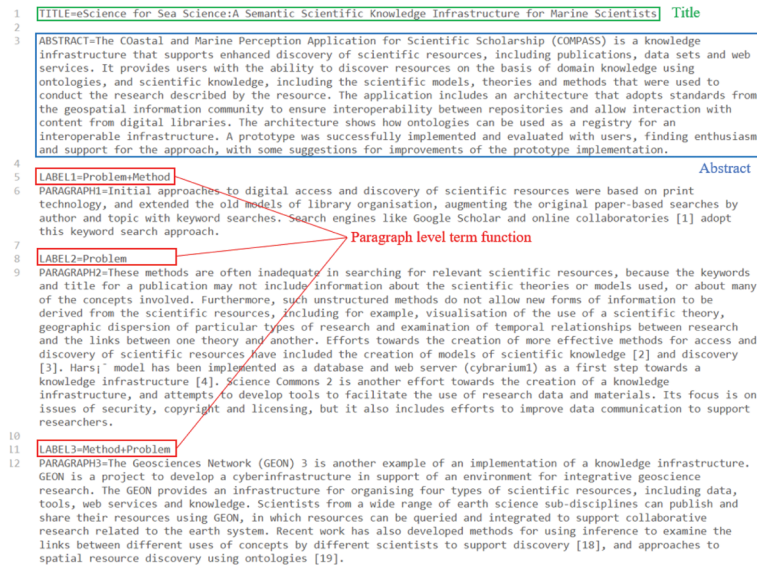 1 TITLE=eScience for Sea Science:A Semantic Scientific Knowledge Infrastructure for Marine Scientists Title
2
3 ABSTRACT=The COastal and Marine Perception Application for Scientific Scholarship (COMPASS) is a knowledge
infrastructure that supports enhanced discovery of scientific resources, including publications, data sets and web
services. It provides users with the ability to discover resources on the basis of domain knowledge using
ontologies, and scientific knowledge, including the scientific models, theories and methods that were used to
conduct the research described by the resource. The application includes an architecture that adopts standards from
the geospatial information community to ensure interoperability between repositories and allow interaction with
content from digital libraries. The architecture shows how ontologies can be used as a registry for an
interoperable infrastructure. A prototype was successfully implemented and evaluated with users, finding enthusiasm
and support for the approach, with some suggestions for improvements of the prototype implementation.
4
Abstract
5 LABEL1=Problem+Method
6 PARAGRAPH1=Initial approaches to digital access and discovery of scientific resources were based on print
technology, and extended the old models of library organisation, augmenting the original paper-based searches by
author and topic with keyword searches. Search engines like Google Scholar and online collaboratories [1] adopt
this keyword search approach.
Paragraph level term function
7
8 LABEL2=Problem
9 PARAGRAPH2=These methods are often inadequate in searching for relevant scientific resources, because the keywords
and title for a publication may not include information about the scientific theories or models used, or about many
of the concepts involved. Furthermore, such unstructured methods do not allow new forms of information to be
derived from the scientific resources, including for example, visualisation of the use of a scientific theory,
geographic dispersion of particular types of research and examination of temporal relationships between research
and the links between one theory and another. Efforts towards the creation of more effective methods for access and
discovery of scientific resources have included the creation of models of scientific knowledge [2] and discovery
[3]. Hars¡¯ model has been implemented as a database and web server (cybrarium1) as a first step towards a
knowledge infrastructure [4]. Science Commons 2 is another effort towards the creation of a knowledge
infrastructure, and attempts to develop tools to facilitate the use of research data and materials. Its focus is on
issues of security, copyright and licensing, but it also includes efforts to improve data communication to support
researchers.
10
11 LABEL3=Method+Problem
12 PARAGRAPH3=The Geosciences Network (GEON) 3 is another example of an implementation of a knowledge infrastructure.
GEON is a project to develop a cyberinfrastructure in support of an environment for integrative geoscience
research. The GEON provides an infrastructure for organising four types of scientific resources, including data,
tools, web services and knowledge. Scientists from a wide range of earth science sub-disciplines can publish and
share their resources using GEON, in which resources can be queried and integrated to support collaborative
research related to the earth system. Recent work has also developed methods for using inference to examine the
links between different uses of concepts by different scientists to support discovery [18], and approaches to
spatial resource discovery using ontologies [19].